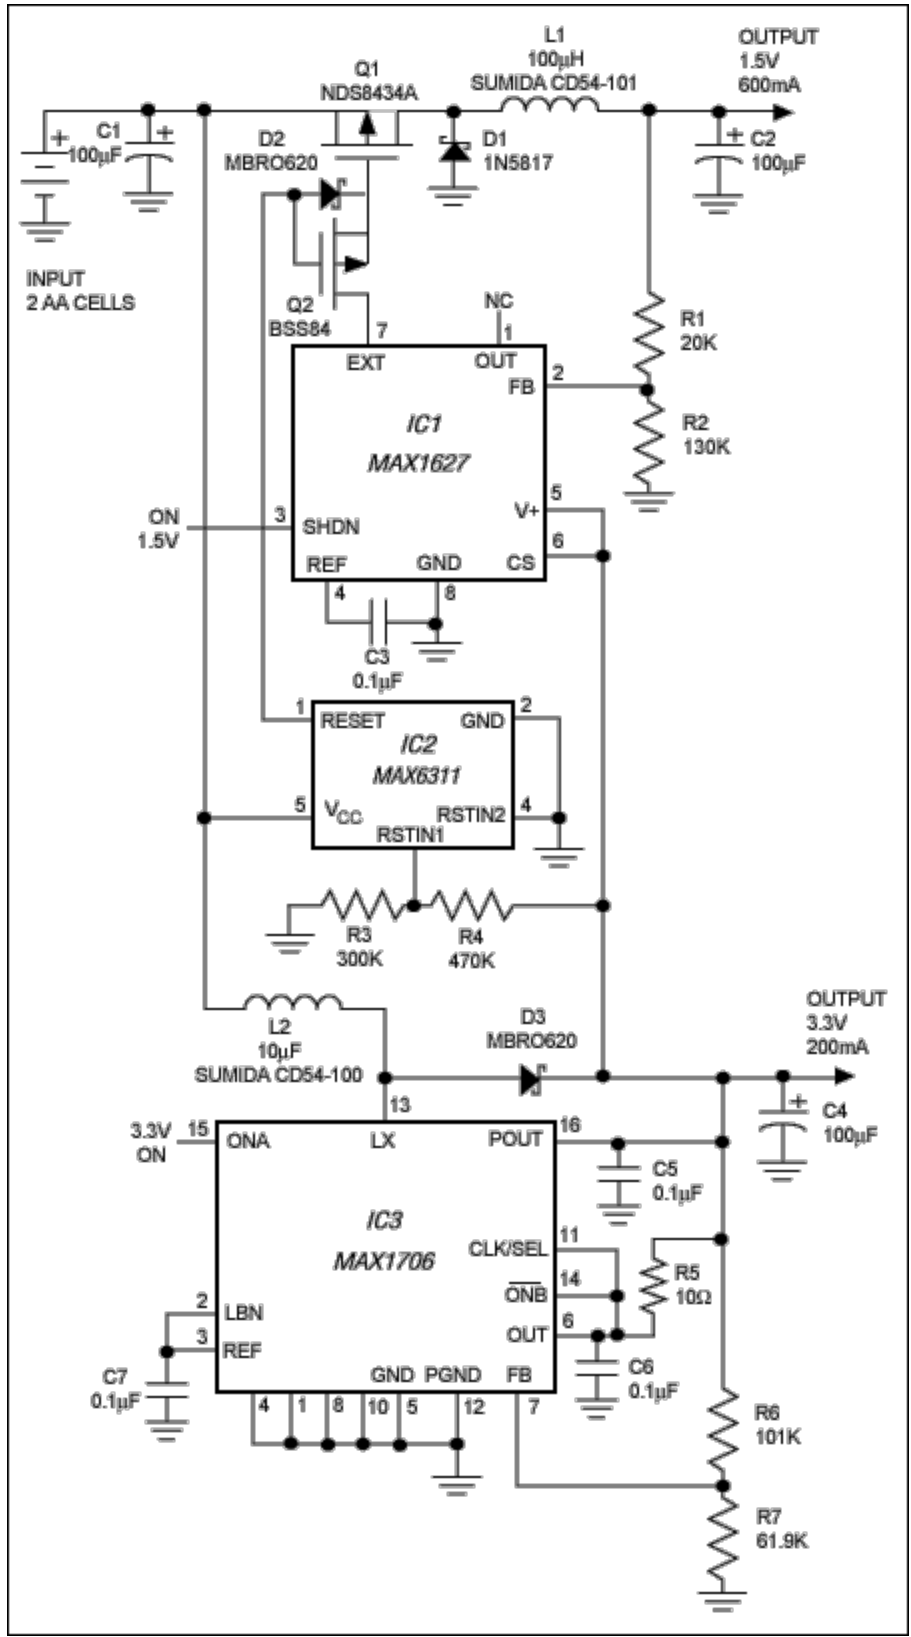 L1
100µH
SUMIDA CD54-101
OUTPUT
1.5V
600mA
Q1
NDS8434A
C1
100µF
+
+
D2
MBRO620
D1
1N5817
+
C2
100µF
INPUT
2 AA CELLS
Q2
BSS84
7
NC
1
EXT
OUT
FB
2
R1
20K
IC1
MAX1627
R2
130K
ON
1.5V
3
SHDN
V+
5
REF
GND
CS
6
4
8
C3
0.1µF
1
RESET
GND
2
IC2
MAX6311
5
VCC
RSTIN2
4
RSTIN1
R3
300K
R4
470K
L2
10µF
SUMIDA CD54-100
D3
MBRO620
OUTPUT
3.3V
200mA
13
+
C4
100µF
3.3V
ON
15
ONA
LX
POUT
16
C5
0.1µF
IC3
MAX1706
CLK/SEL
11
ONB
14
R5
10Ω
OUT
6
2
LBN
3
REF
C7
0.1µF
GND
PGND
FB
C6
0.1µF
4
1
8
10
5
12
7
R6
101K
R7
61.9K